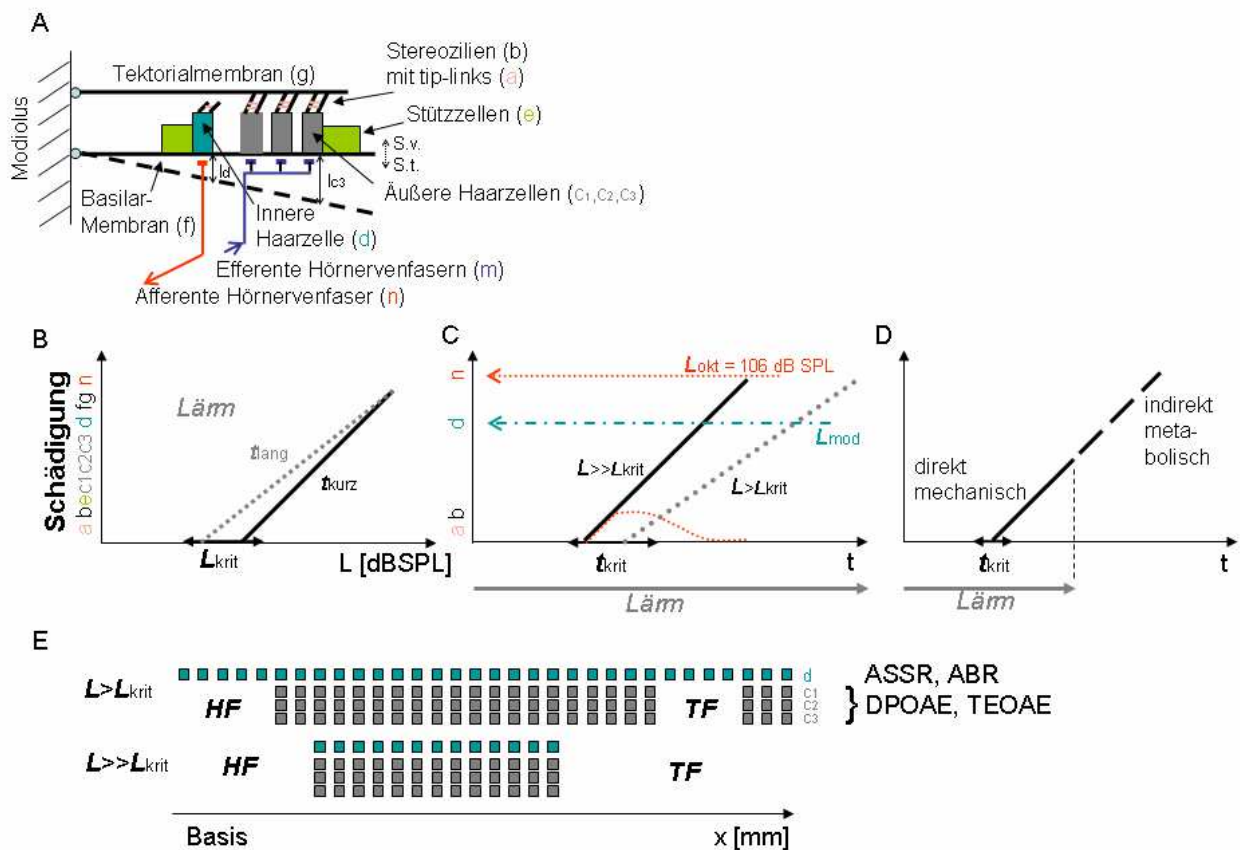 A
Tektorialmembran (g)
Stereozilien (b)
mit tip-links (a)
Stützzellen (e)
Modiolus
S.v.
S.t.
ld
lc3
Äußere Haarzellen (c1,c2,c3)
Basilar-
Membran (f)
Innere
Haarzelle (d)
Efferente Hörnervenfasern (m)
Afferente Hörnervenfaser (n)
B
Schädigung
a b e c1 c2 c3 d f g n
Lärm
tlang
tkurz
Lkrit
L [dBSPL]
C
n
d
a b
Lokt = 106 dB SPL
Lmod
L>>Lkrit
L>Lkrit
tkrit
t
Lärm
D
direkt
mechanisch
indirekt
meta-
bolisch
tkrit
t
Lärm
E
L>Lkrit
HF
TF
d
c1
c2
c3
}
ASSR, ABR
DPOAE, TEOAE
L>>Lkrit
HF
TF
Basis
x [mm]